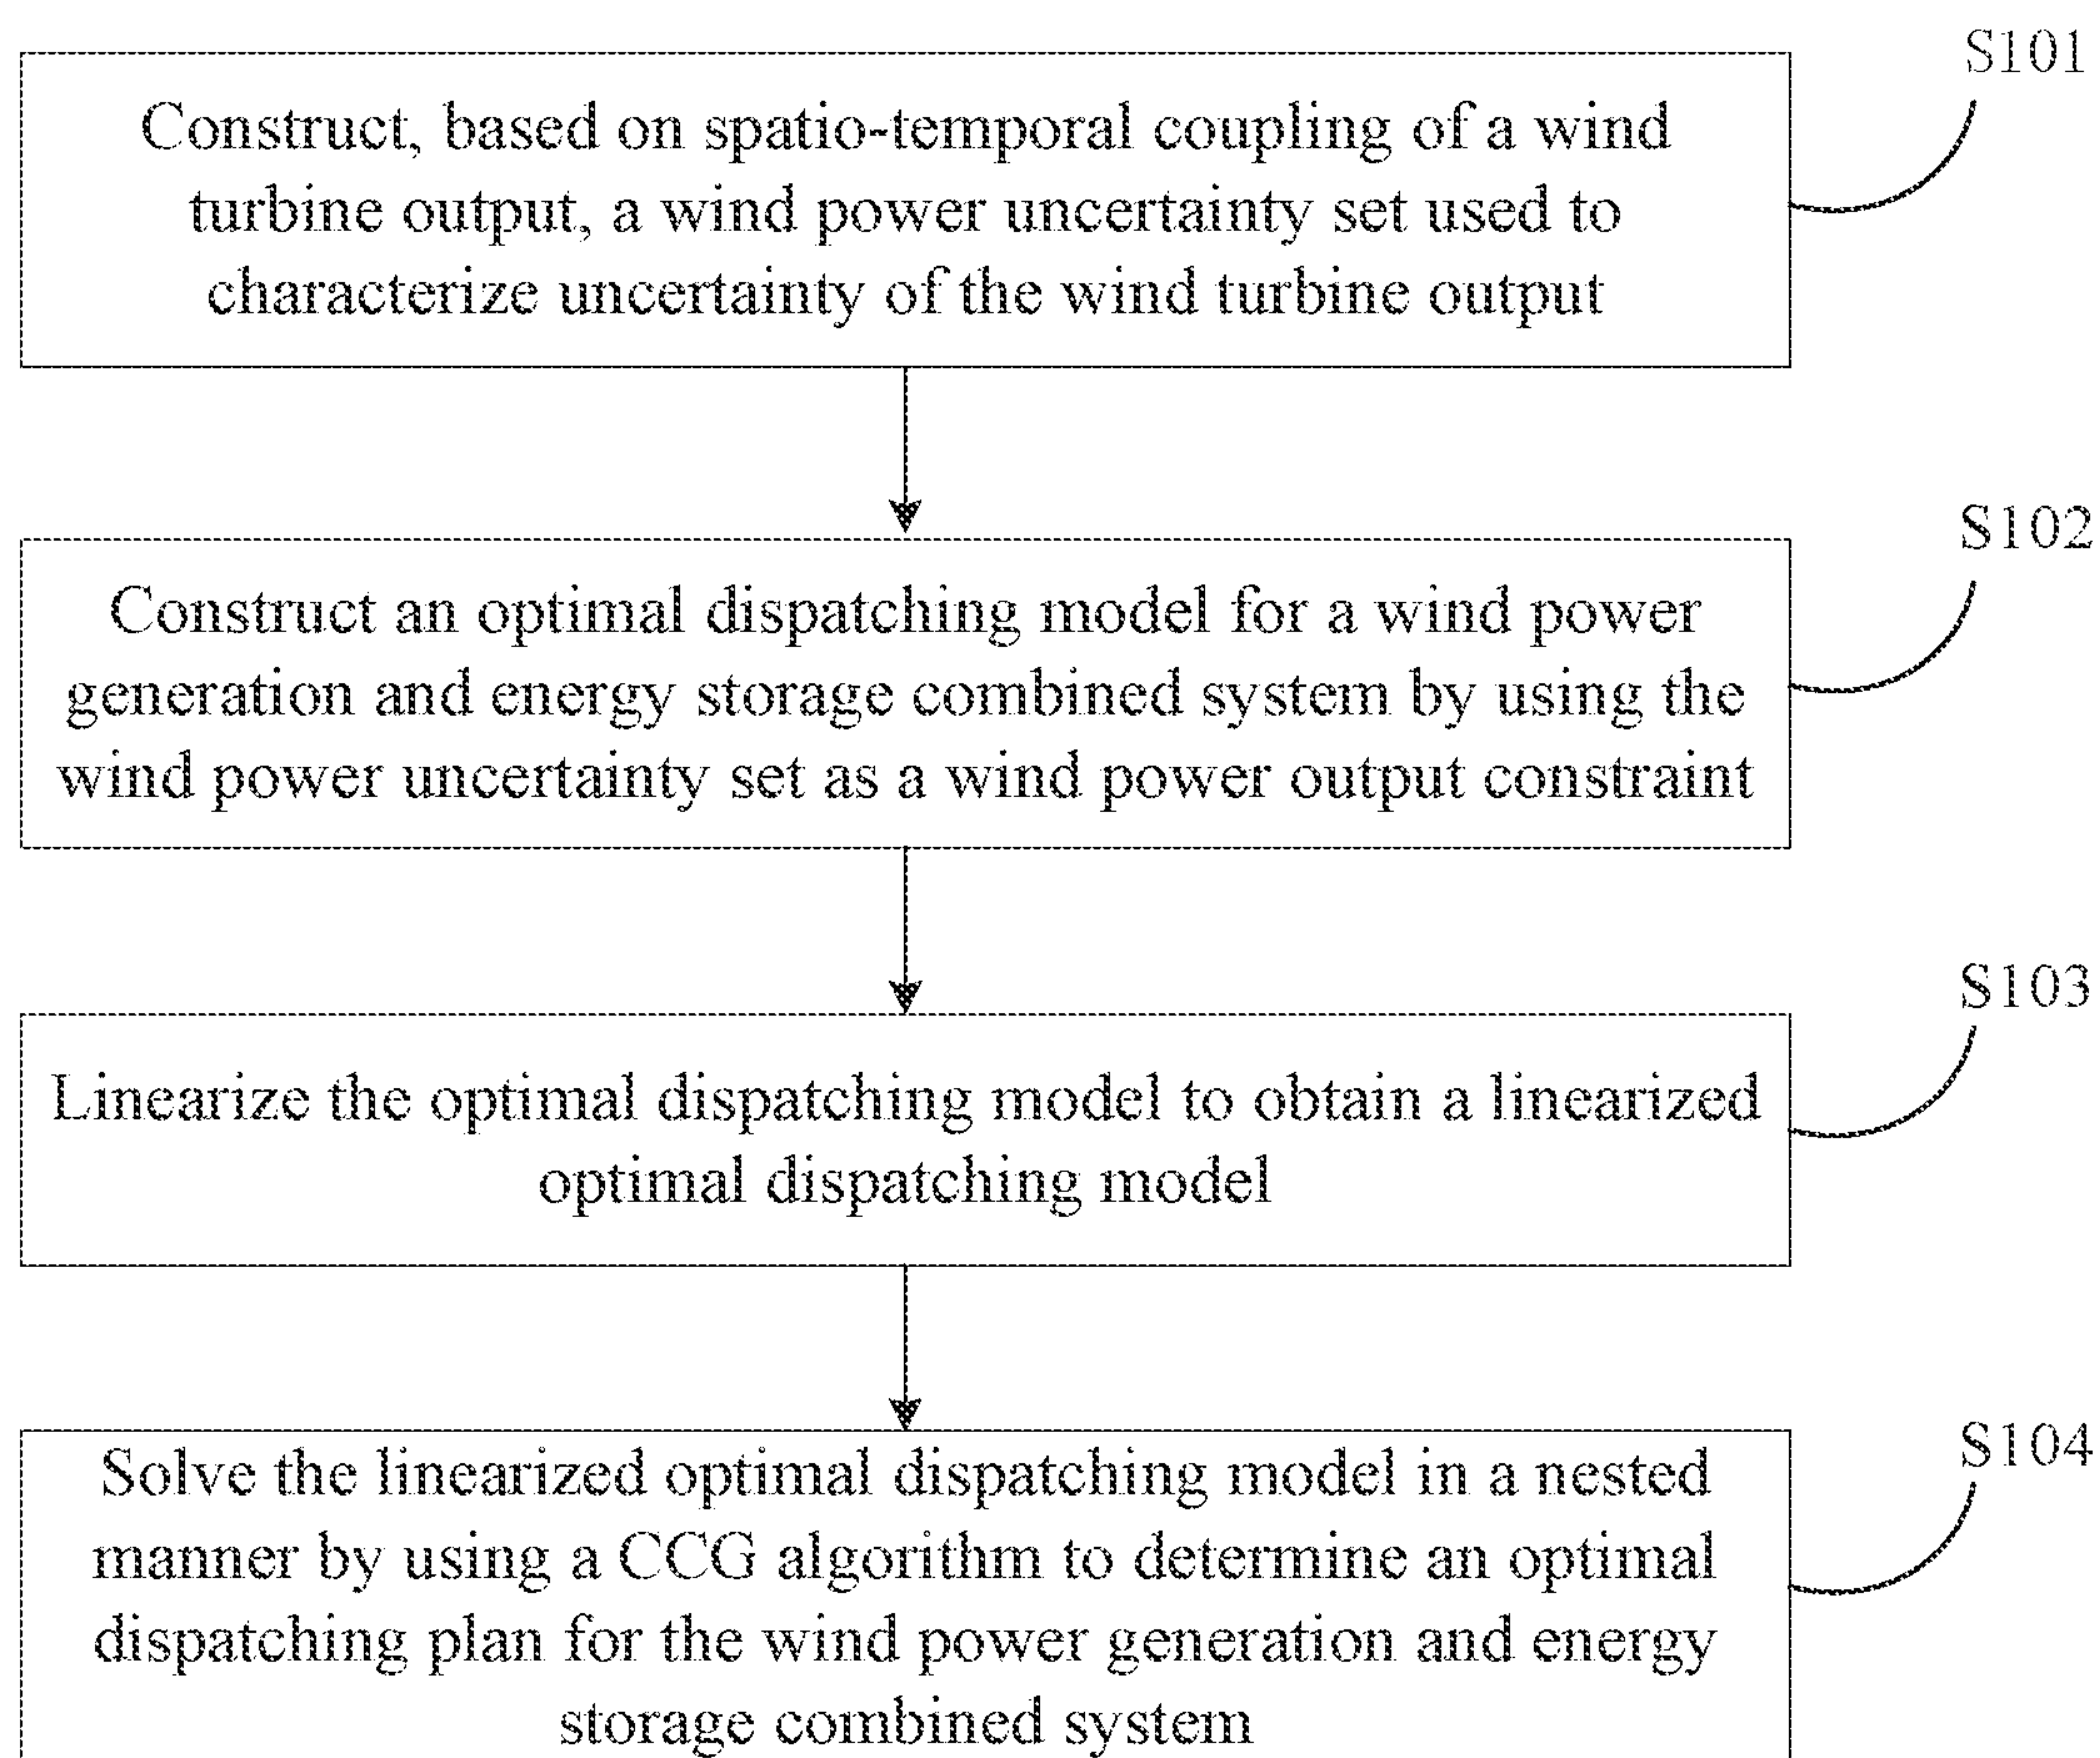 S101
Construct, based on spatio-temporal coupling of a wind
turbine output, a wind power uncertainty set used to
characterize uncertainty of the wind turbine output
S102
Construct an optimal dispatching model for a wind power
generation and energy storage combined system by using the
wind power uncertainty set as a wind power output constraint
S103
Linearize the optimal dispatching model to obtain a linearized
optimal dispatching model
S104
Solve the linearized optimal dispatching model in a nested
manner by using a CCG algorithm to determine an optimal
dispatching plan for the wind power generation and energy
storage combined system